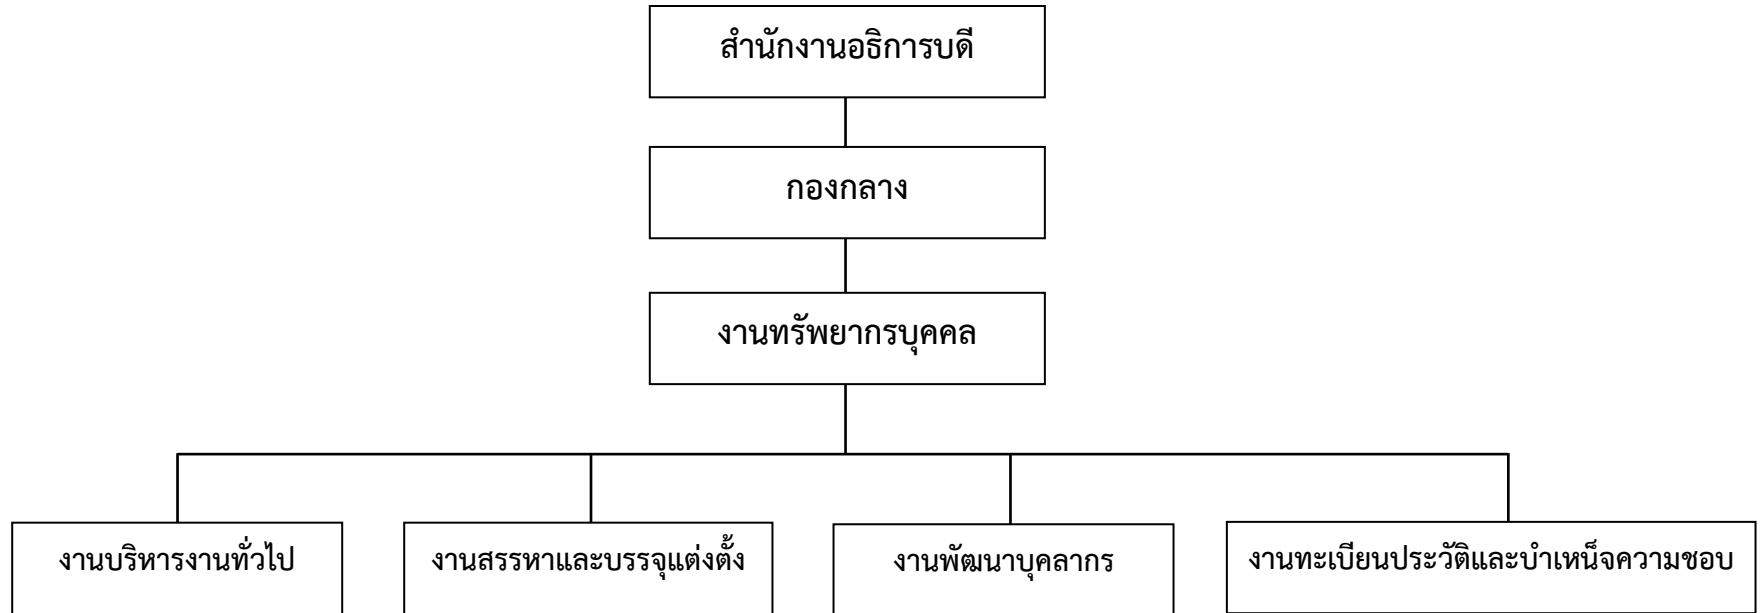 สำนักงานอธิการบดี
กองกลาง
งานทรัพยากรบุคคล
งานบริหารงานทั่วไป
งานสรรหาและบรรจุแต่งตั้ง
งานพัฒนาบุคลากร
งานทะเบียนประวัติและบำเหน็จความชอบ